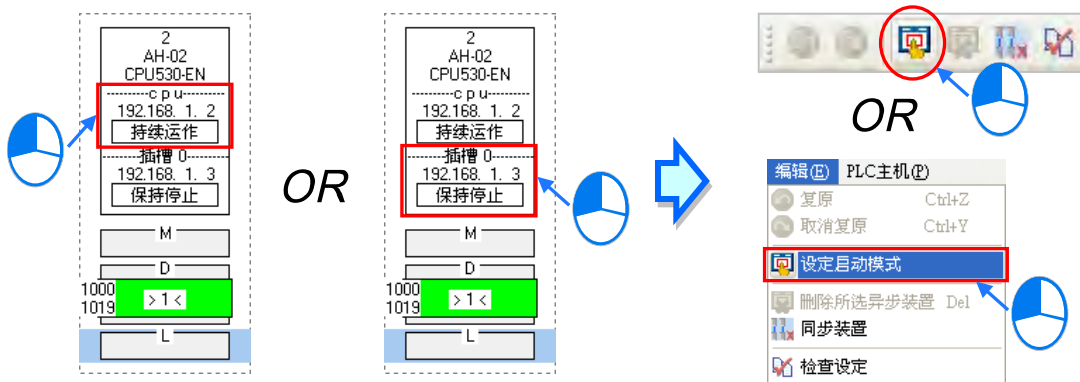 2
AH-02
CPU530-EN
--------c p u--------
192.168. 1. 2
持续运作
-----插槽 0-----
192.168. 1. 3
保持停止
M
D
1000
1019
> 1 <
L
OR
2
AH-02
CPU530-EN
--------c p u--------
192.168. 1. 2
持续运作
-----插槽 0-----
192.168. 1. 3
保持停止
M
D
1000
1019
> 1 <
L
OR
编辑(E) PLC主机(P)
复原 Ctrl+Z
取消复原 Ctrl+Y
设定启动模式
删除所选异步装置 Del
同步装置
检查设定